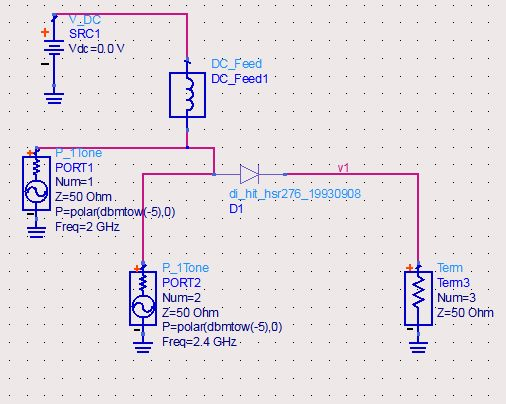 V_DC
SRC1
Vdc=0.0 V
DC_Feed
DC_Feed1
P_1Tone
PORT1
Num=1
Z=50 Ohm
P=polar(dbmtow(-5),0)
Freq=2 GHz
v1
di_hit_hsr276_19930908
D1
P_1Tone
PORT2
Num=2
Z=50 Ohm
P=polar(dbmtow(-5),0)
Freq=2.4 GHz
Term
Term3
Num=3
Z=50 Ohm